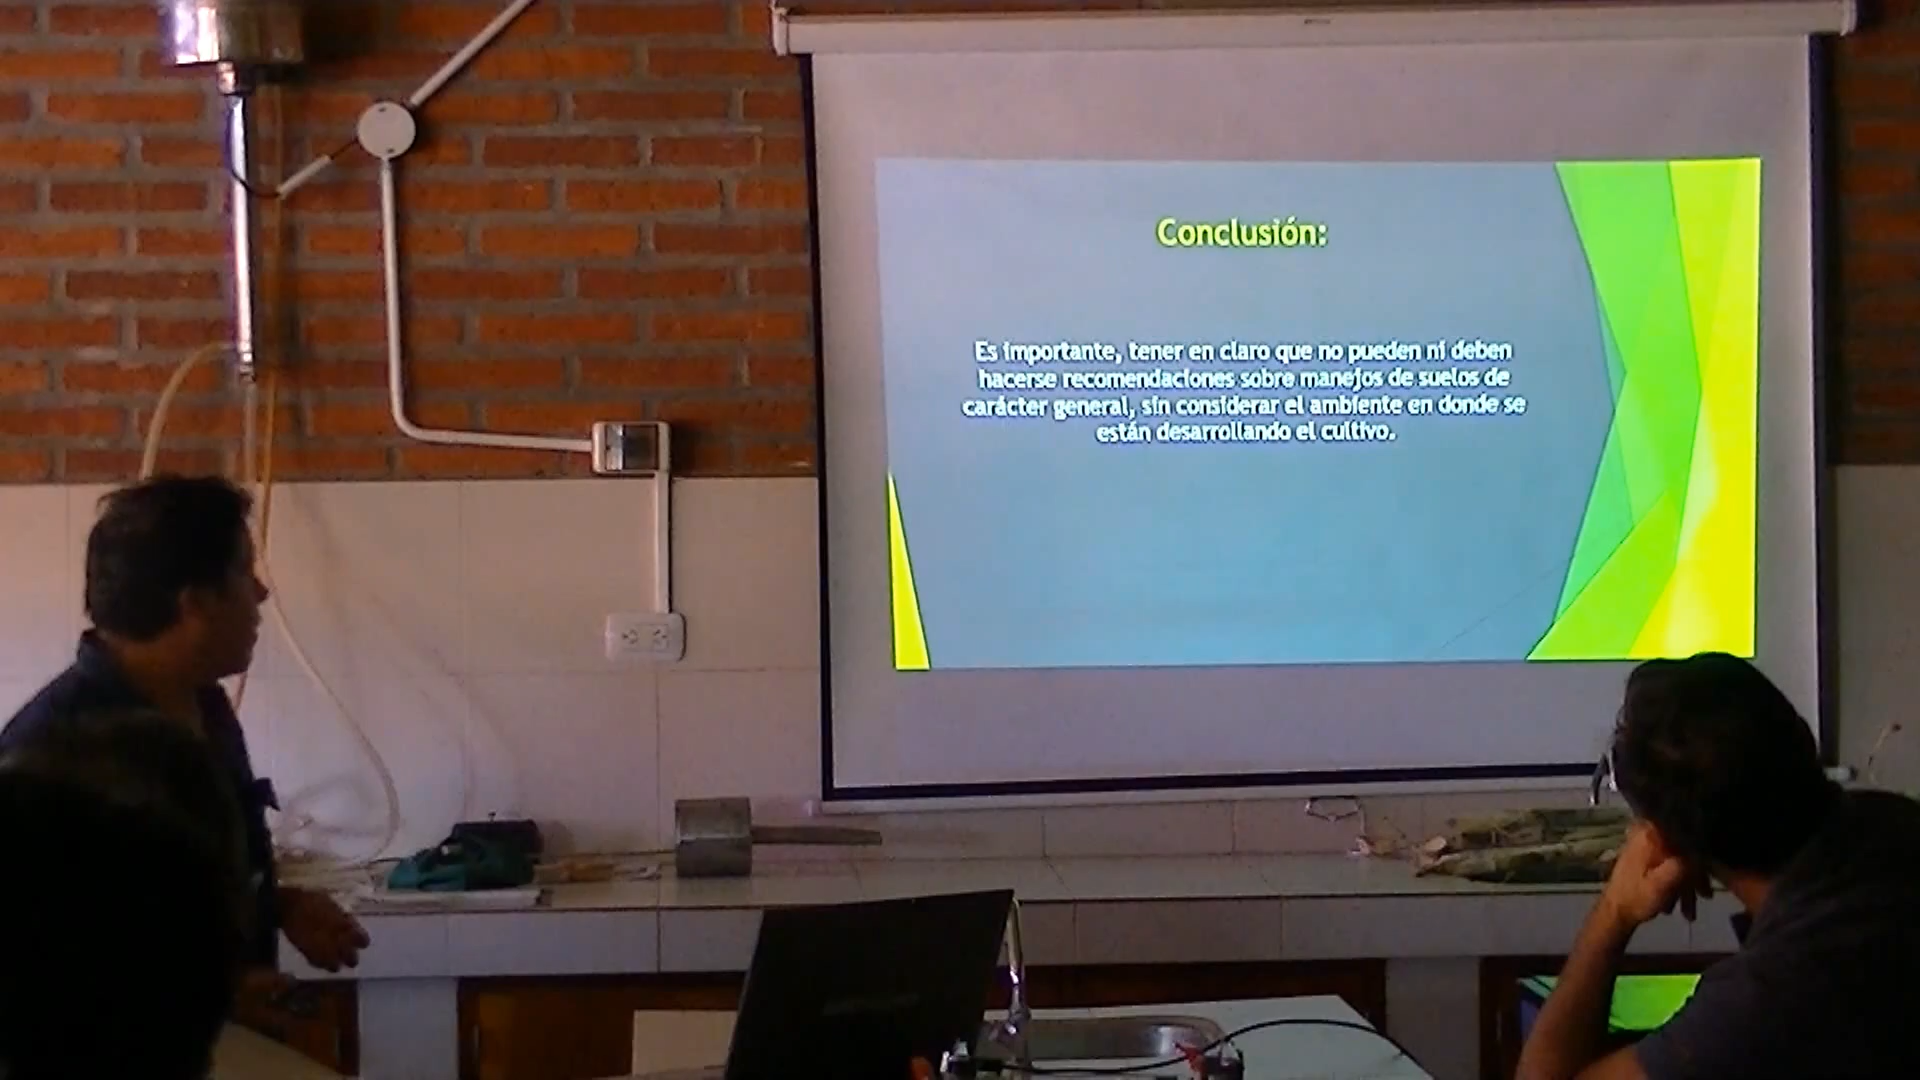 Conclusión:
Es importante, tener en claro que no pueden ni deben
hacerse recomendaciones sobre manejos de suelos de
carácter general, sin considerar el ambiente en donde se
están desarrollando el cultivo.